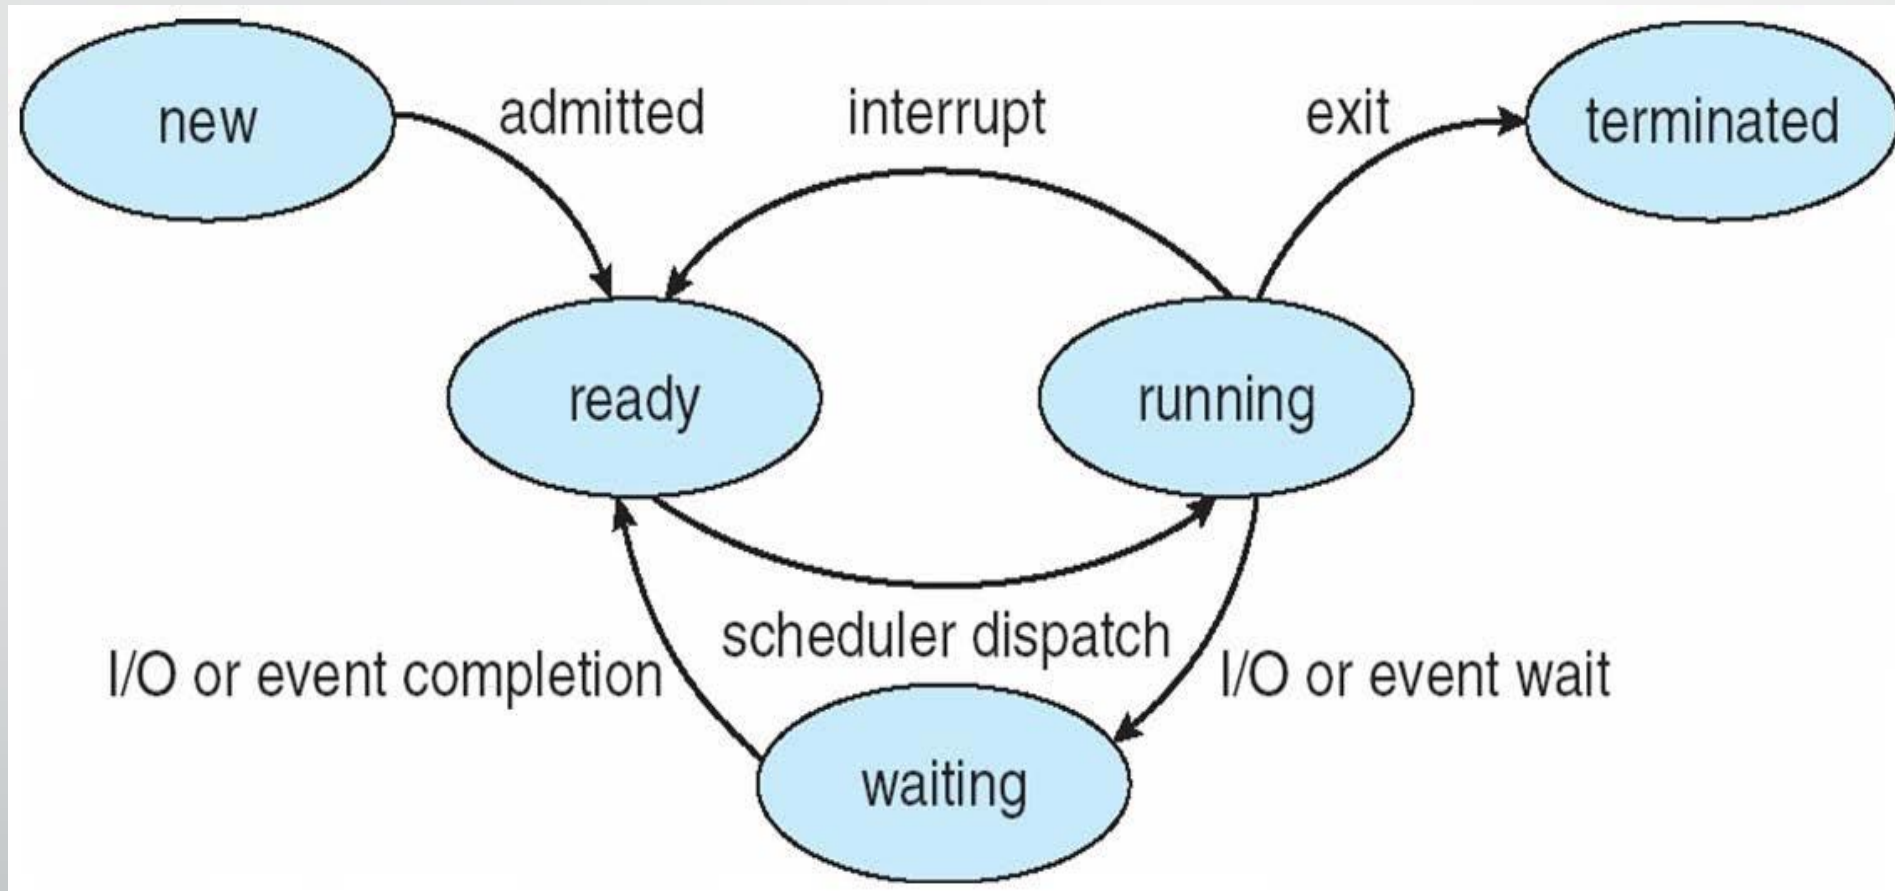 new
admitted
interrupt
exit
terminated
ready
running
scheduler dispatch
I/O or event completion
I/O or event wait
waiting